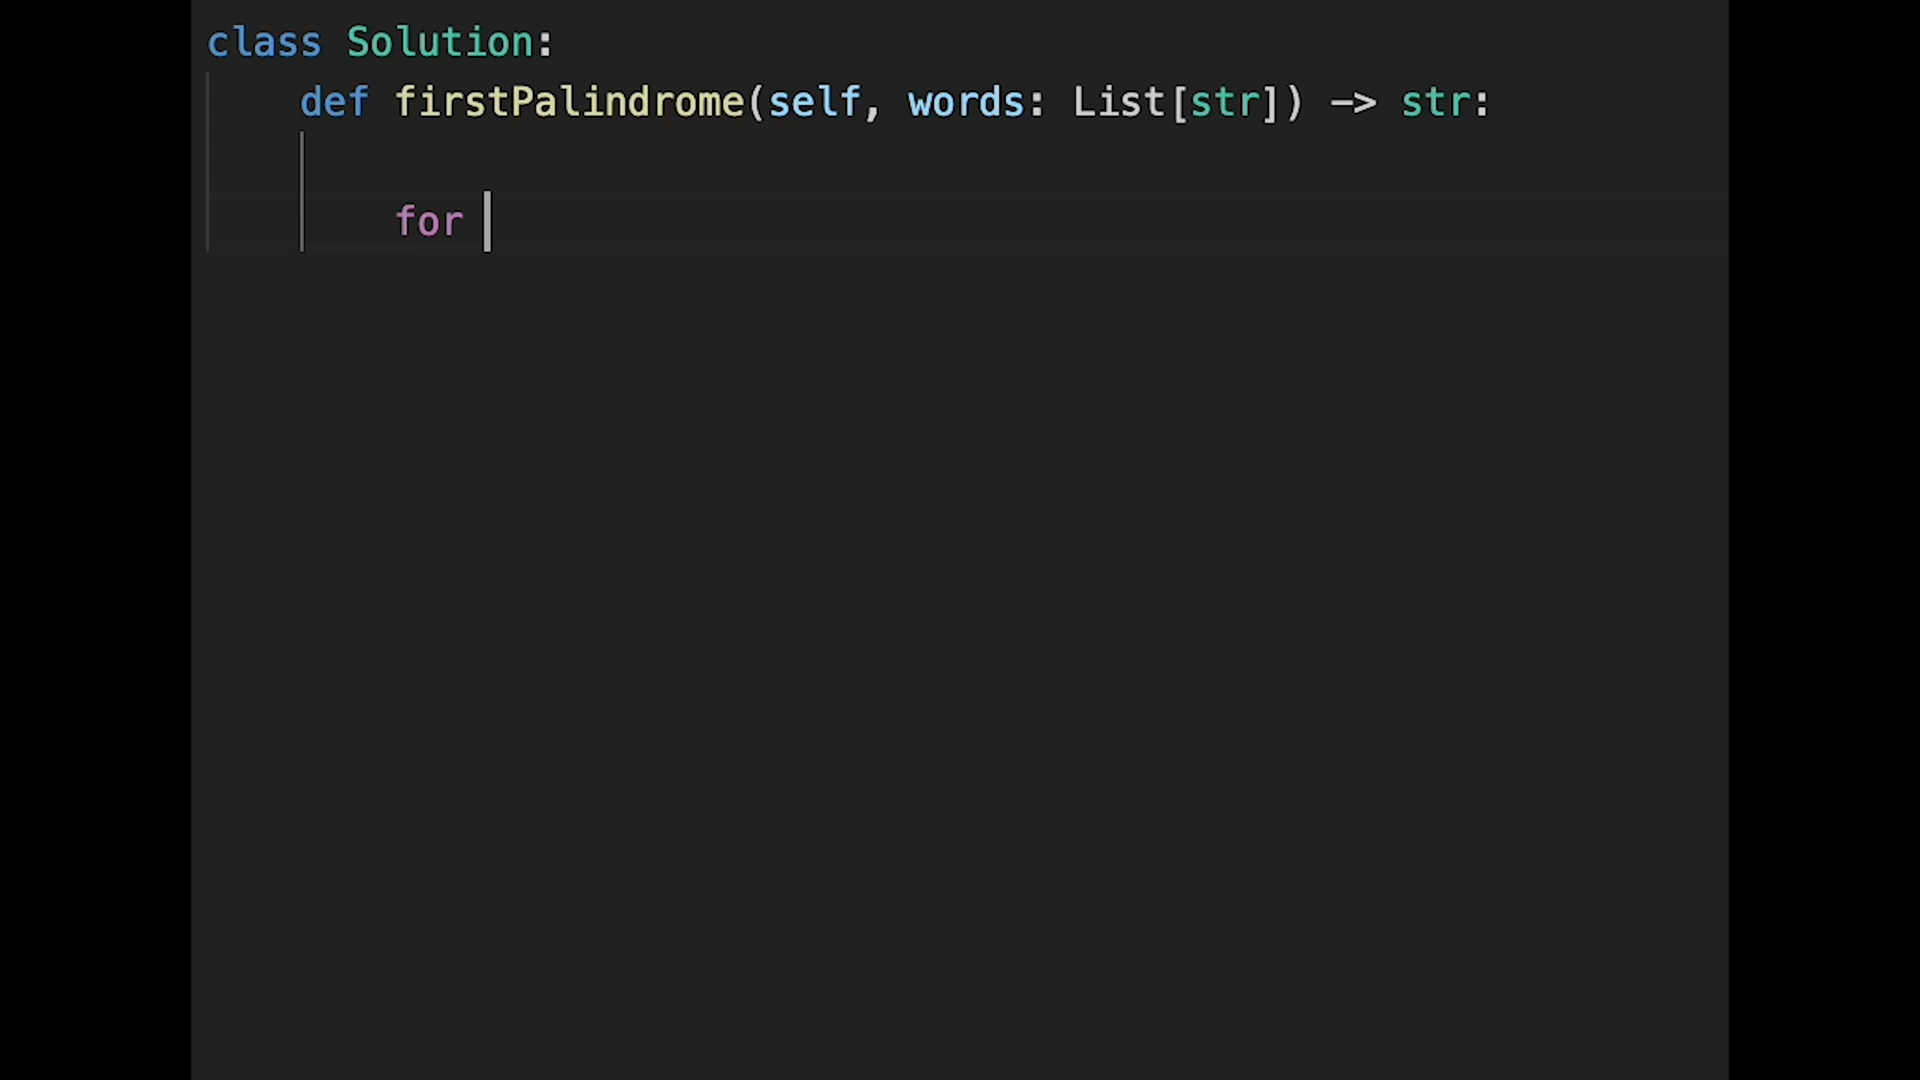 class Solution:
    def firstPalindrome(self, words: List[str]) -> str:
        for